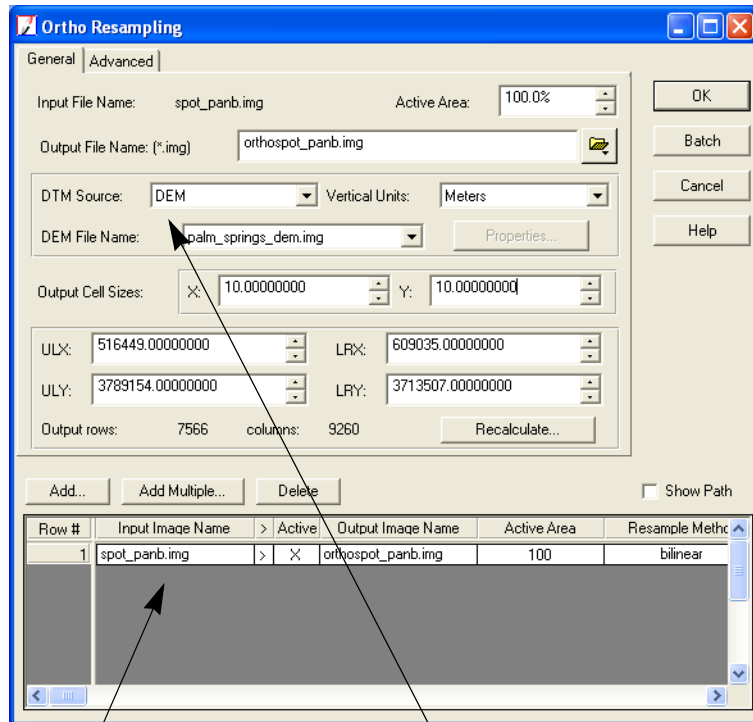 Ortho Resampling
General Advanced
Input File Name: spot_panb.img Active Area: 100.0% OK
Output File Name: (*.img) orthospot_panb.img Batch
DTM Source: DEM Vertical Units: Meters Cancel
DEM File Name: palm_springs_dem.img Properties... Help
Output Cell Sizes: X: 10.00000000 Y: 10.00000000
ULX: 516449.00000000 LRX: 609035.00000000
ULY: 3789154.00000000 LRY: 3713507.00000000
Output rows: 7566 columns: 9260 Recalculate...
Add... Add Multiple... Delete Show Path
Row # Input Image Name > Active Output Image Name Active Area Resample Metho
1 spot_panb.img > X orthospot_panb.img 100 bilinear